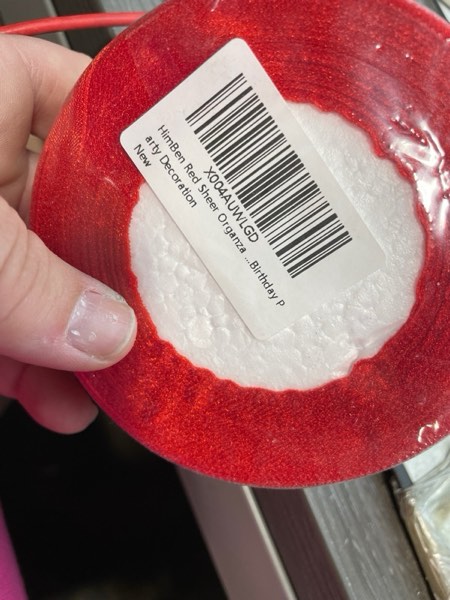 X004AUWLGD
HimBen Red Sheer Organza ...Birthday P
arty Decoration
New